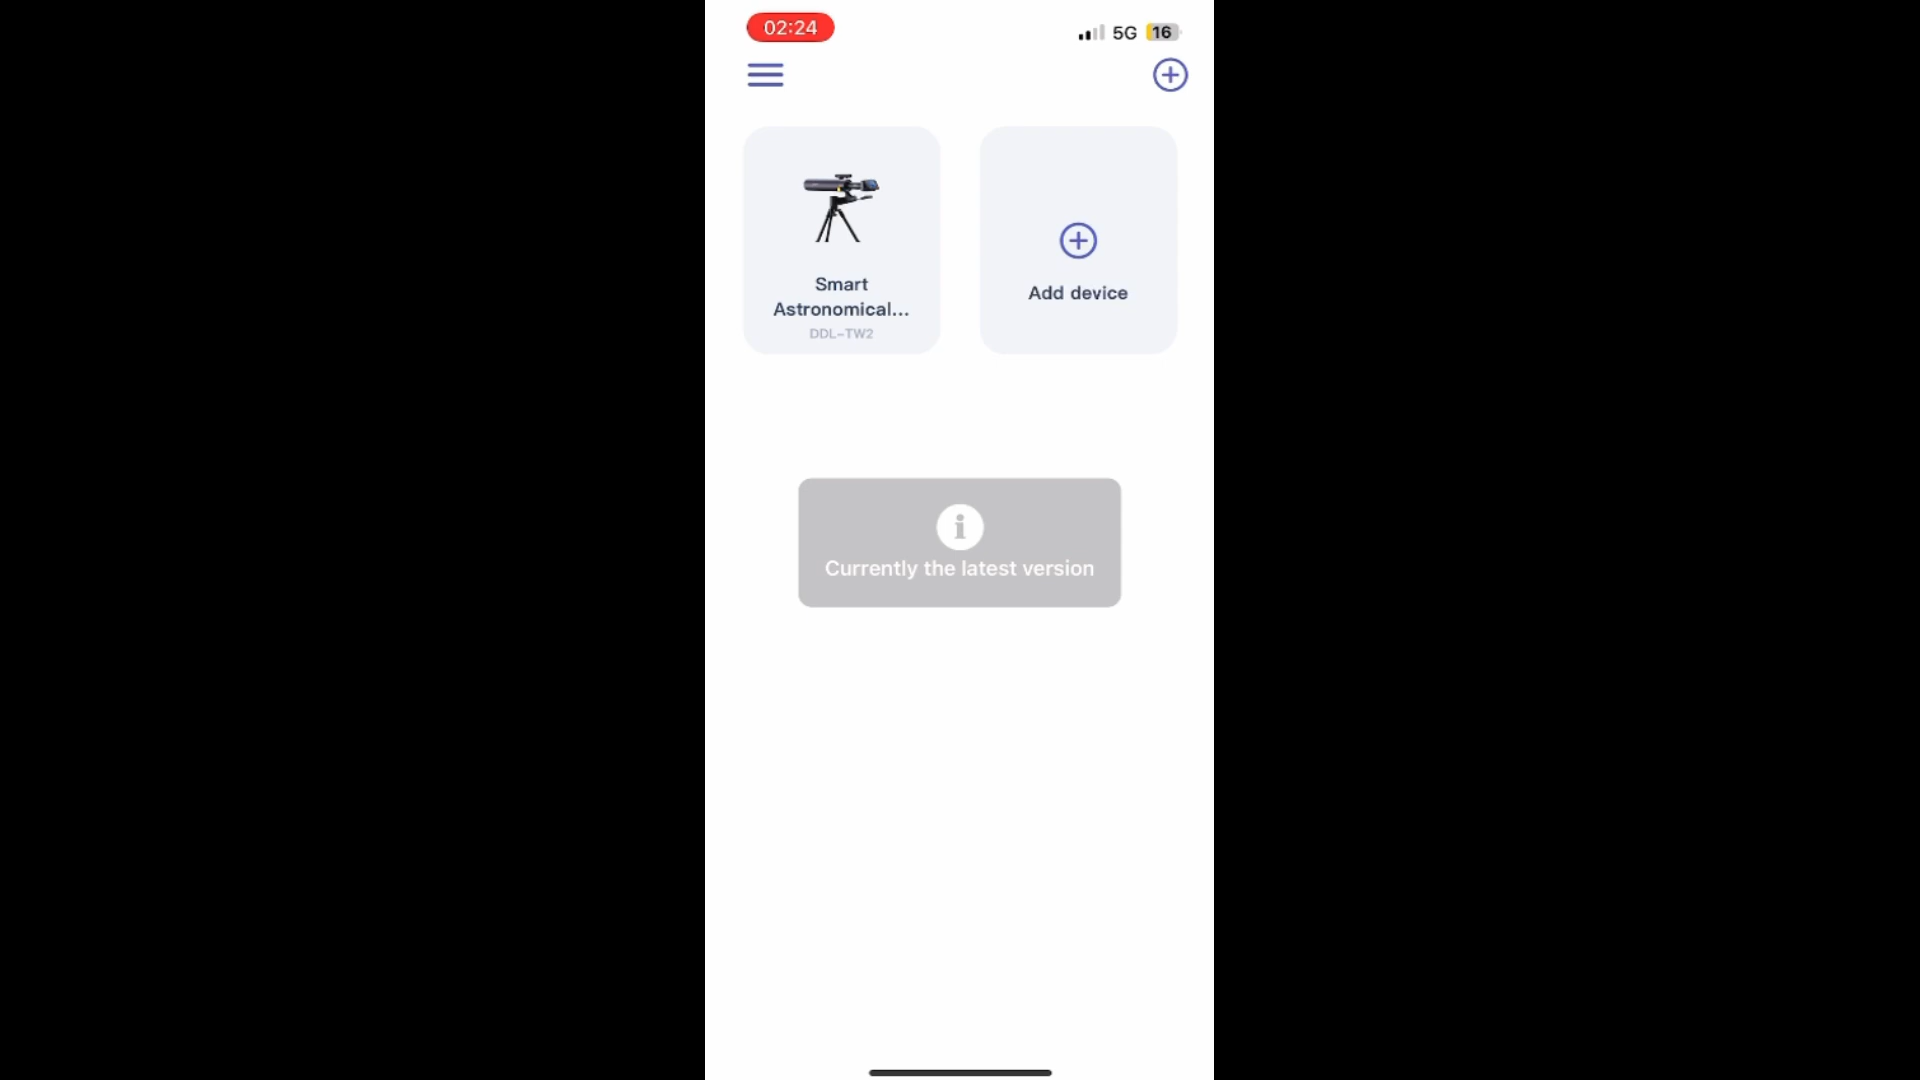 02:24
5G 16
Smart
Astronomical...
DDL-TW2
Add device
Currently the latest version